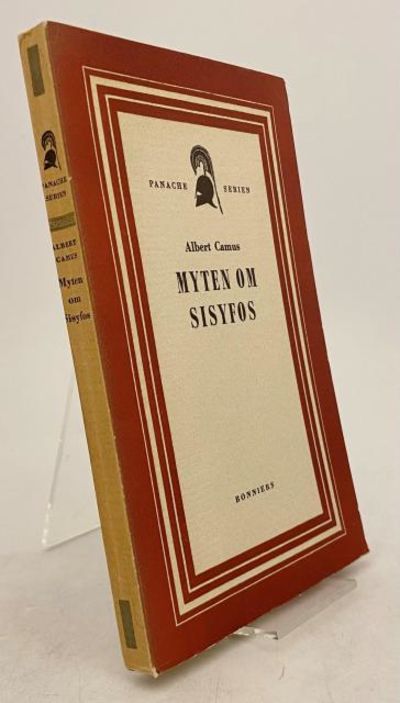 PANACHE SERIEN
Albert Camus
MYTEN OM
SISYFOS
BONNIERS
PANACHE
SERIEN
ALBERT
CAMUS
Myten
om
Sisyfos